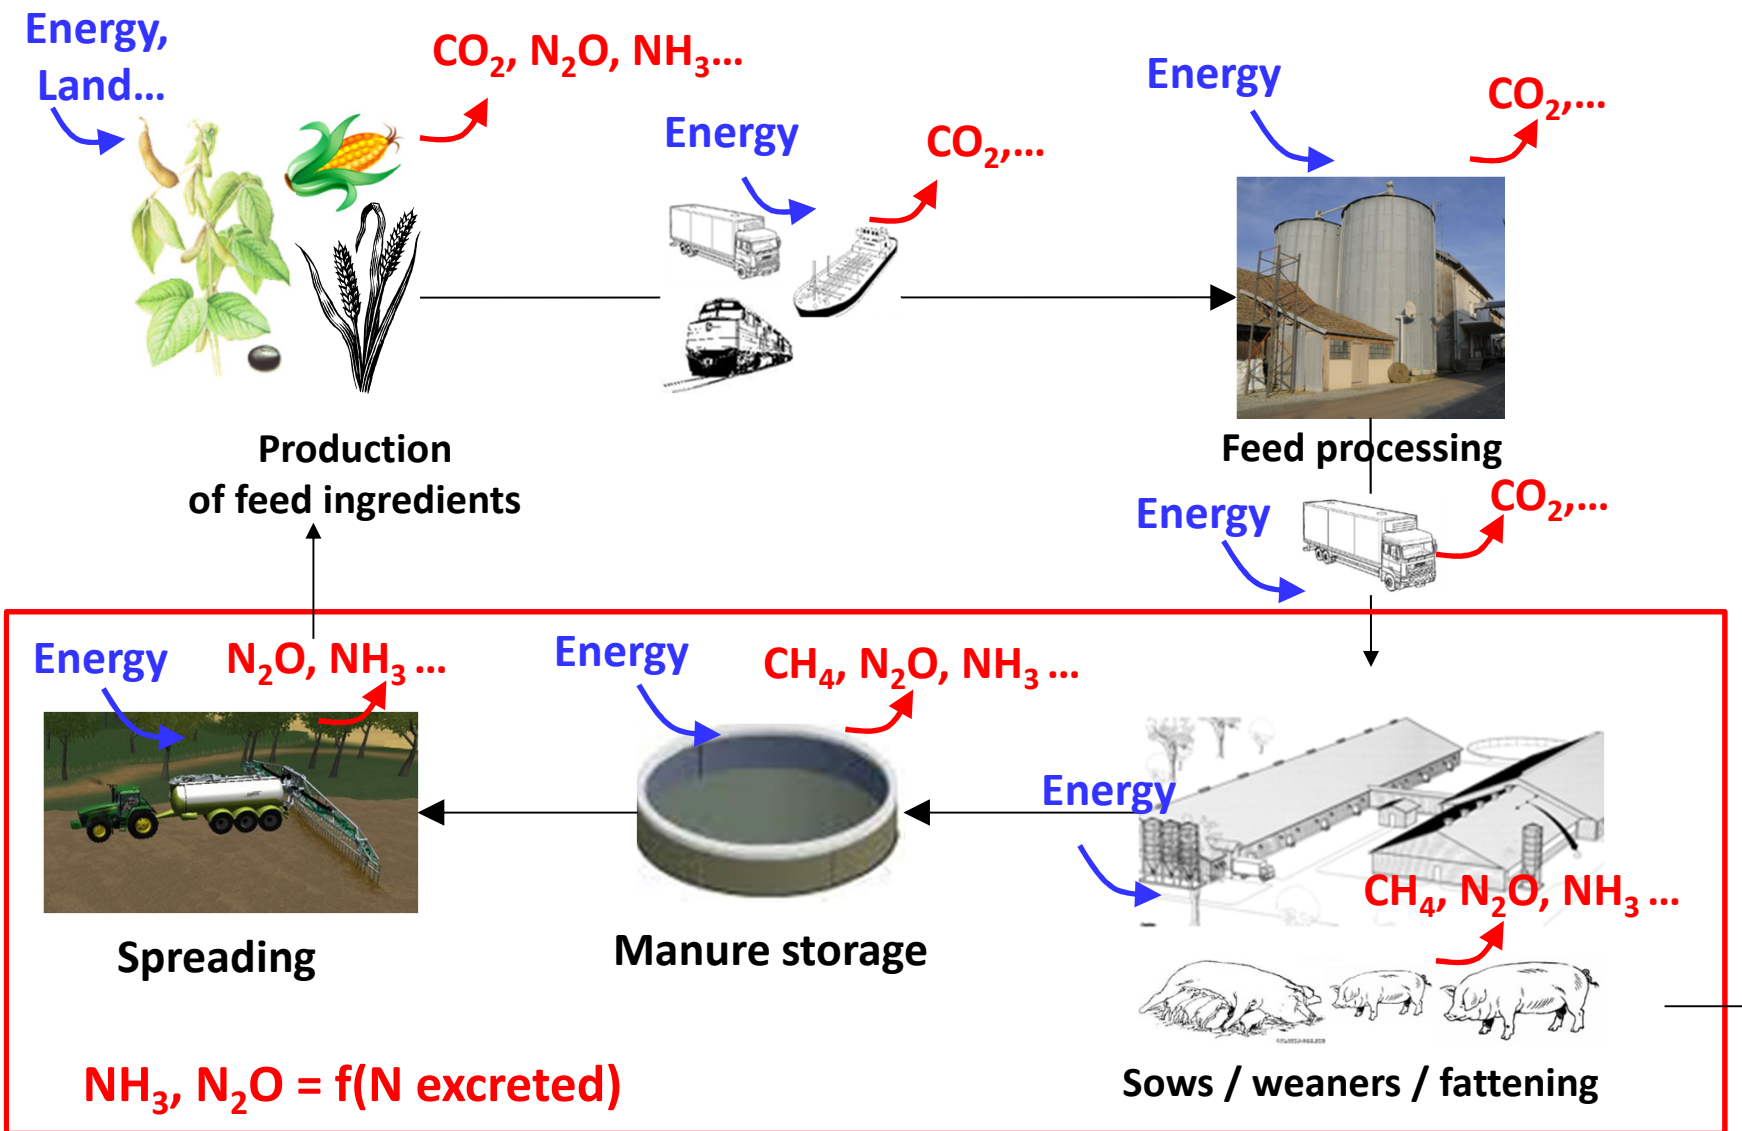 Energy,
Land...
CO₂, N₂O, NH₃...
Energy
CO₂,...
Energy
CO₂,...
Production
of feed ingredients
Feed processing
Energy
CO₂,...
Energy
N₂O, NH₃ ...
Energy
CH₄, N₂O, NH₃ ...
Energy
CH₄, N₂O, NH₃ ...
Spreading
Manure storage
Sows / weaners / fattening
NH₃, N₂O = f(N excreted)